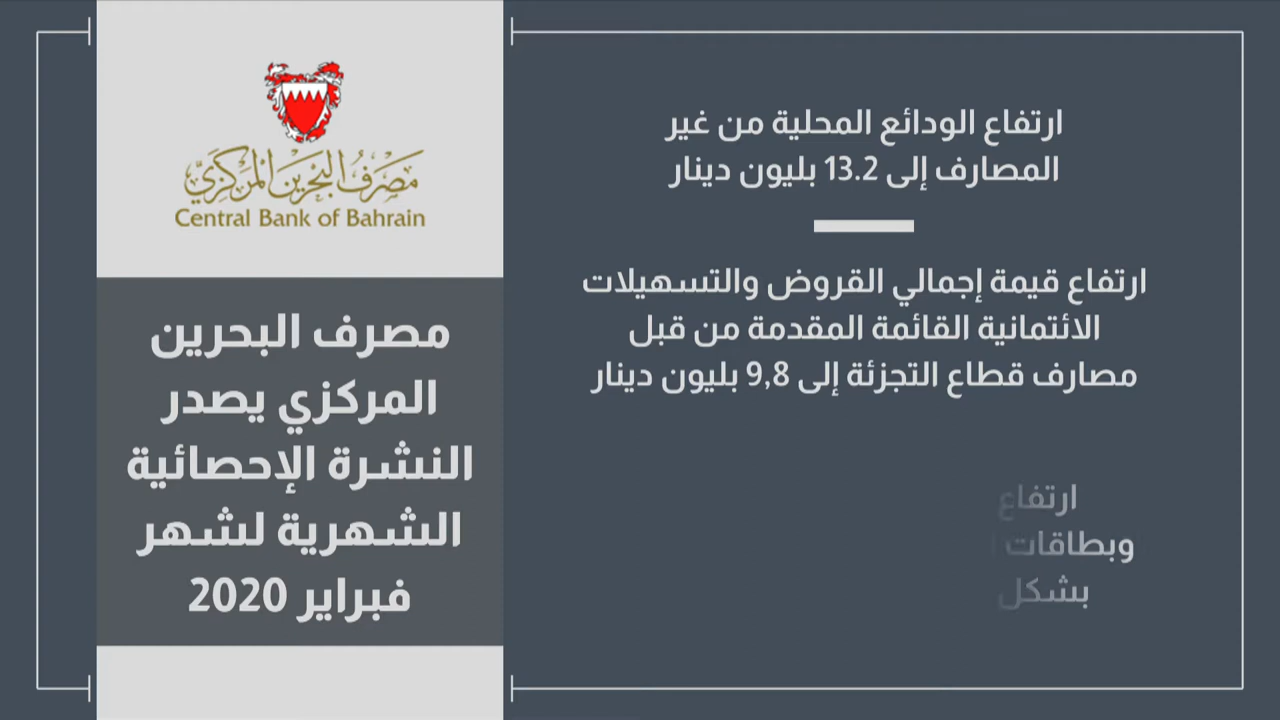 مصرف البحرين المركزي
Central Bank of Bahrain
مصرف البحرين
المركزي يصدر
النشرة الإحصائية
الشهرية لشهر
فبراير 2020
ارتفاع الودائع المحلية من غير
المصارف إلى 13.2 بليون دينار
ارتفاع قيمة إجمالي القروض والتسهيلات
الائتمانية القائمة المقدمة من قبل
مصارف قطاع التجزئة إلى 9,8 بليون دينار
ارتفاع
وبطاقات
بشكل